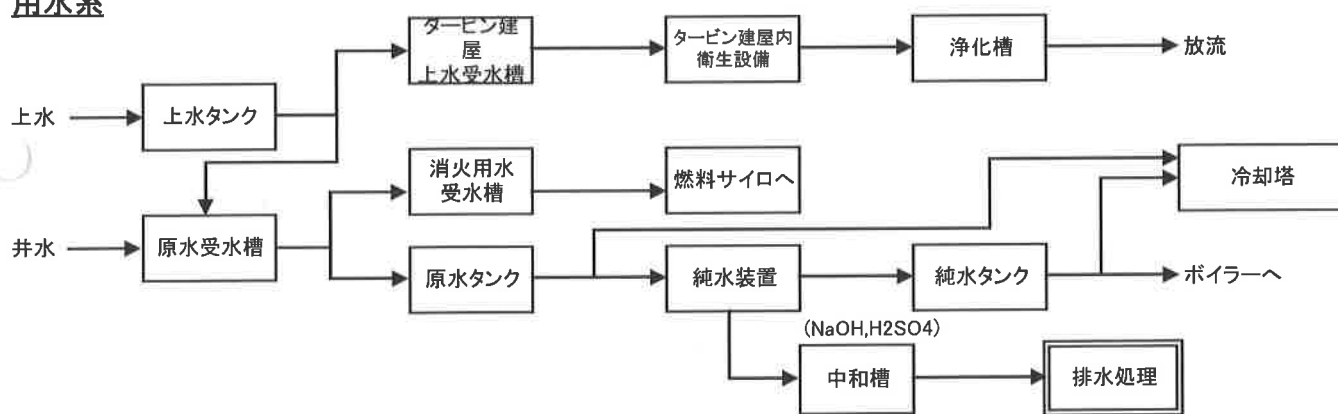 用水系
タービン建
屋
上水受水槽
タービン建屋内
衛生設備
浄化槽
放流
上水
上水タンク
消火用水
受水槽
燃料サイロへ
冷却塔
井水
原水受水槽
原水タンク
純水装置
純水タンク
ボイラーへ
(NaOH,H2SO4)
中和槽
排水処理